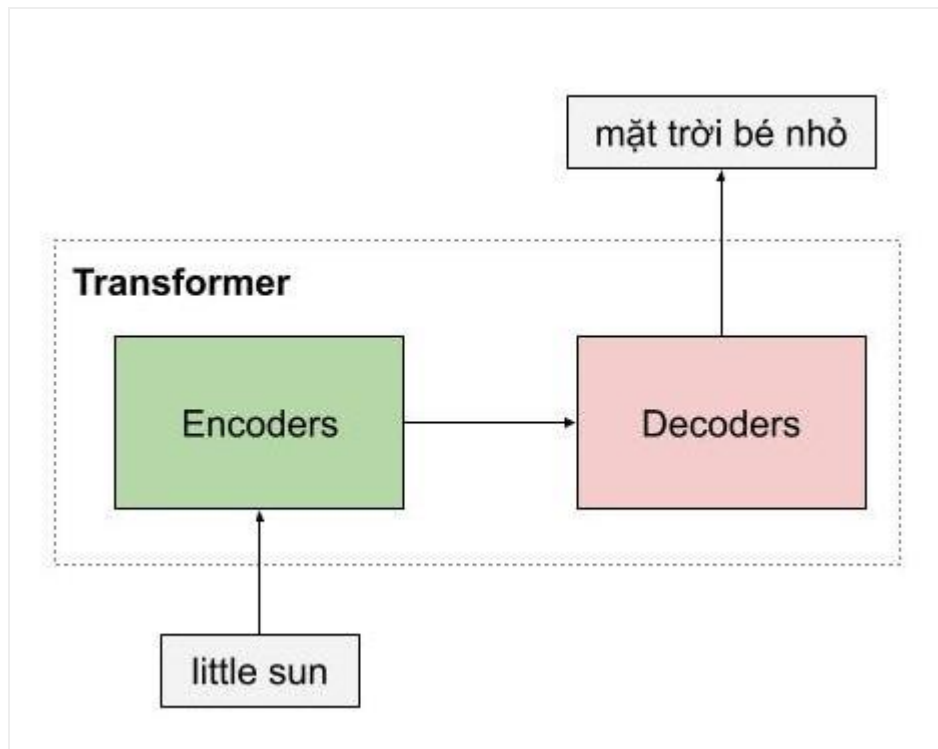 mặt trời bé nhỏ
Transformer
Encoders
Decoders
little sun